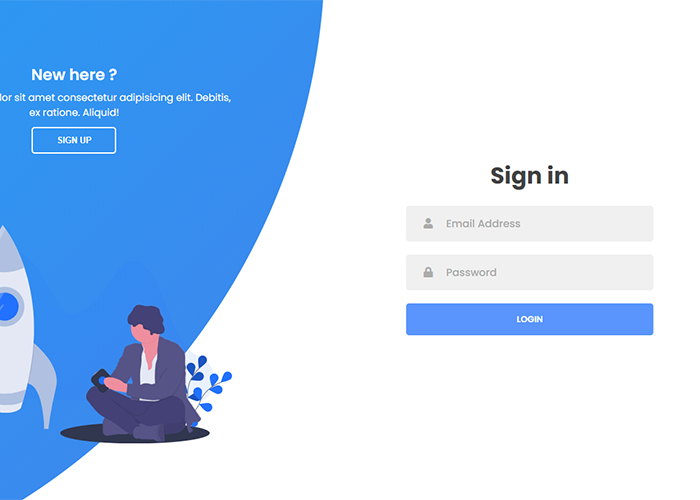 New here ?
lor sit amet consectetur adipisicing elit. Debitis,
ex ratione. Aliquid!
SIGN UP
Sign in
Email Address
Password
LOGIN